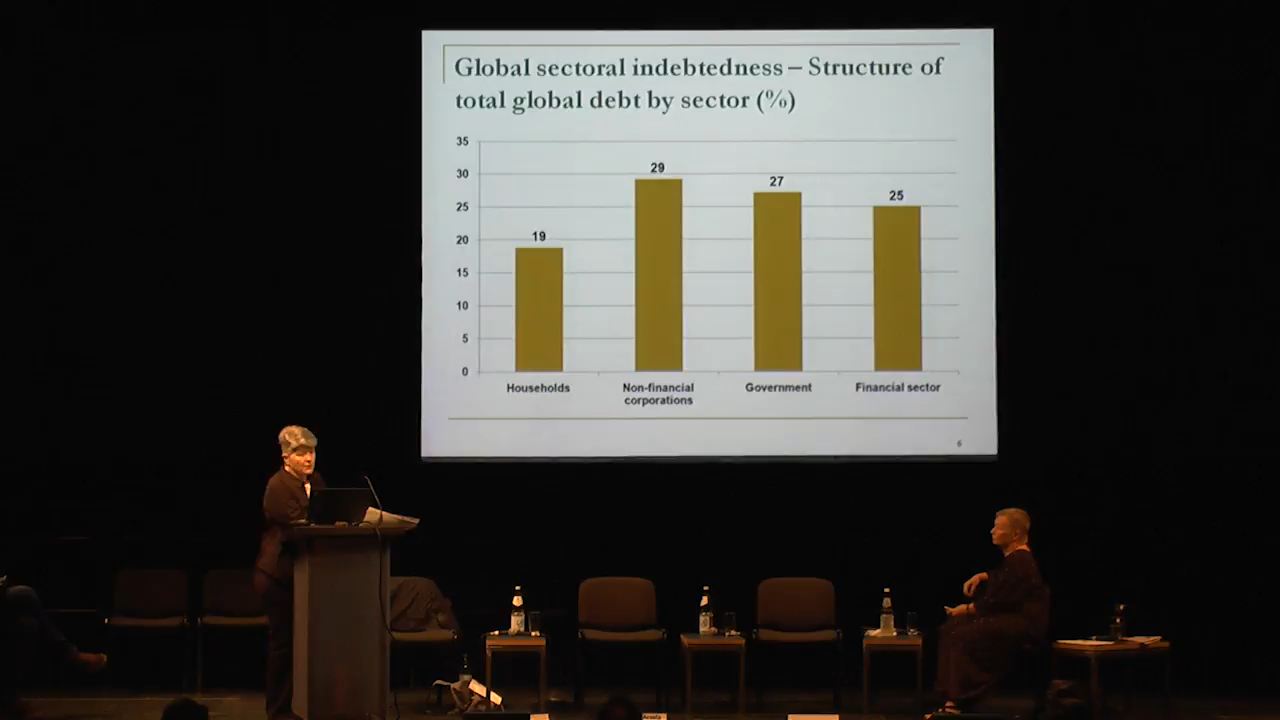 Global sectoral indebtedness – Structure of
total global debt by sector (%)
35
30
25
20
15
10
5
0
19
29
27
25
Households
Non-financial
corporations
Government
Financial sector
6
Acosta